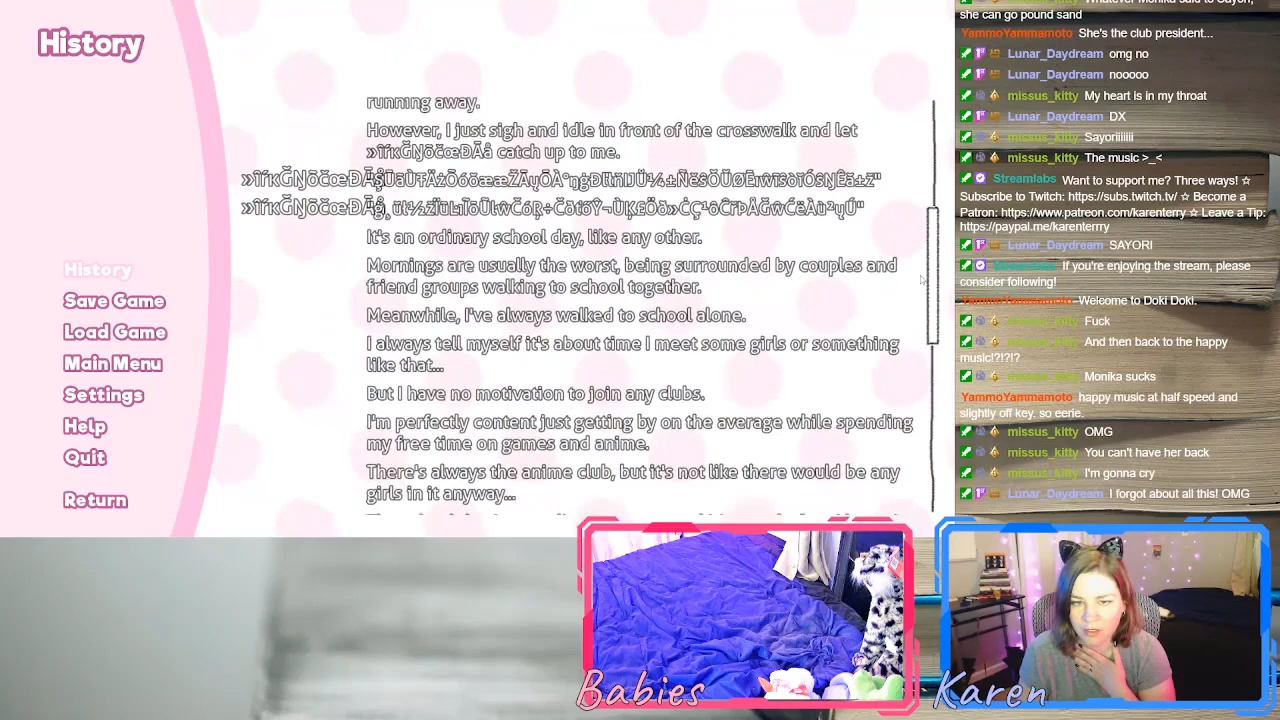 History
running away.
However, I just sigh and idle in front of the crosswalk and let
catch up to me.
It's an ordinary school day, like any other.
Mornings are usually the worst, being surrounded by couples and
friend groups walking to school together.
Meanwhile, I've always walked to school alone.
I always tell myself it's about time I meet some girls or something
like that...
But I have no motivation to join any clubs.
I'm perfectly content just getting by on the average while spending
my free time on games and anime.
There's always the anime club, but it's not like there would be any
girls in it anyway...
History
Save Game
Load Game
Main Menu
Settings
Help
Quit
Return
she can go pound sand
YammoYammamoto She's the club president...
Lunar_Daydream omg no
Lunar_Daydream nooooo
missus_kitty My heart is in my throat
Lunar_Daydream DX
missus_kitty Sayoriiiiii
missus_kitty The music >_<
Streamlabs Want to support me? Three ways! ☆
Subscribe to Twitch: https://subs.twitch.tv/ ☆ Become a
Patron: https://www.patreon.com/karenterry ☆ Leave a Tip:
https://paypal.me/karenterrry
Lunar_Daydream SAYORI
Streamlabs If you're enjoying the stream, please
consider following!
YammoYammamoto Welcome to Doki Doki.
missus_kitty Fuck
missus_kitty And then back to the happy
music!?!?!?
missus_kitty Monika sucks
YammoYammamoto happy music at half speed and
slightly off key. so eerie.
missus_kitty OMG
missus_kitty You can't have her back
missus_kitty I'm gonna cry
Lunar_Daydream I forgot about all this! OMG
Babies
Karen